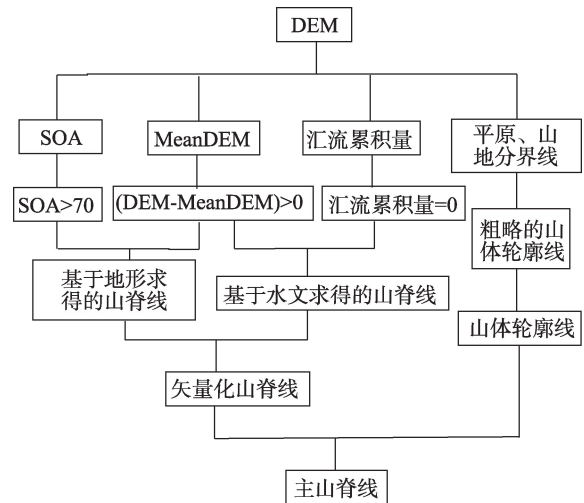 DEM
SOA
MeanDEM
汇流累积量
平原、山
地分界线
SOA>70
(DEM-MeanDEM)>0
汇流累积量=0
粗略的山
体轮廓线
基于地形求
得的山脊线
基于水文求得的山脊线
山体轮廓线
矢量化山脊线
主山脊线